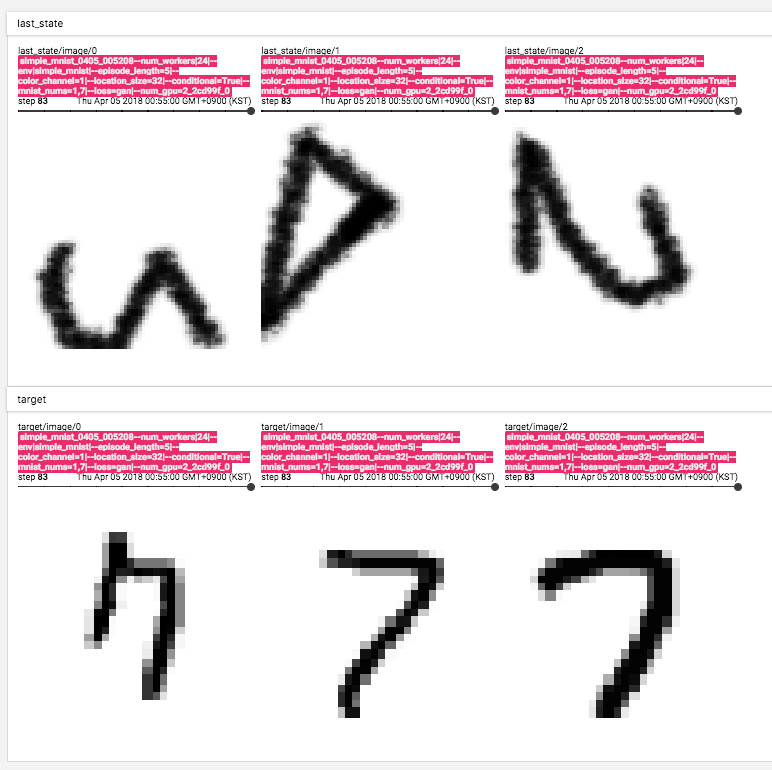 last_state
last_state/image/0
simple_mnist_0405_005208--num_workers|24|--
env|simple_mnist|--episode_length=5|--
color_channel=1|--location_size=32|--conditional=True|--
mnist_nums=1,7|--loss=gan|--num_gpu=2_2cd99f_0
step 83 Thu Apr 05 2018 00:55:00 GMT+0900 (KST)
last_state/image/1
simple_mnist_0405_005208--num_workers|24|--
env|simple_mnist|--episode_length=5|--
color_channel=1|--location_size=32|--conditional=True|--
mnist_nums=1,7|--loss=gan|--num_gpu=2_2cd99f_0
step 83 Thu Apr 05 2018 00:55:00 GMT+0900 (KST)
last_state/image/2
simple_mnist_0405_005208--num_workers|24|--
env|simple_mnist|--episode_length=5|--
color_channel=1|--location_size=32|--conditional=True|--
mnist_nums=1,7|--loss=gan|--num_gpu=2_2cd99f_0
step 83 Thu Apr 05 2018 00:55:00 GMT+0900 (KST)
target
target/image/0
simple_mnist_0405_005208--num_workers|24|--
env|simple_mnist|--episode_length=5|--
color_channel=1|--location_size=32|--conditional=True|--
mnist_nums=1,7|--loss=gan|--num_gpu=2_2cd99f_0
step 83 Thu Apr 05 2018 00:55:00 GMT+0900 (KST)
target/image/1
simple_mnist_0405_005208--num_workers|24|--
env|simple_mnist|--episode_length=5|--
color_channel=1|--location_size=32|--conditional=True|--
mnist_nums=1,7|--loss=gan|--num_gpu=2_2cd99f_0
step 83 Thu Apr 05 2018 00:55:00 GMT+0900 (KST)
target/image/2
simple_mnist_0405_005208--num_workers|24|--
env|simple_mnist|--episode_length=5|--
color_channel=1|--location_size=32|--conditional=True|--
mnist_nums=1,7|--loss=gan|--num_gpu=2_2cd99f_0
step 83 Thu Apr 05 2018 00:55:00 GMT+0900 (KST)
7
7
7